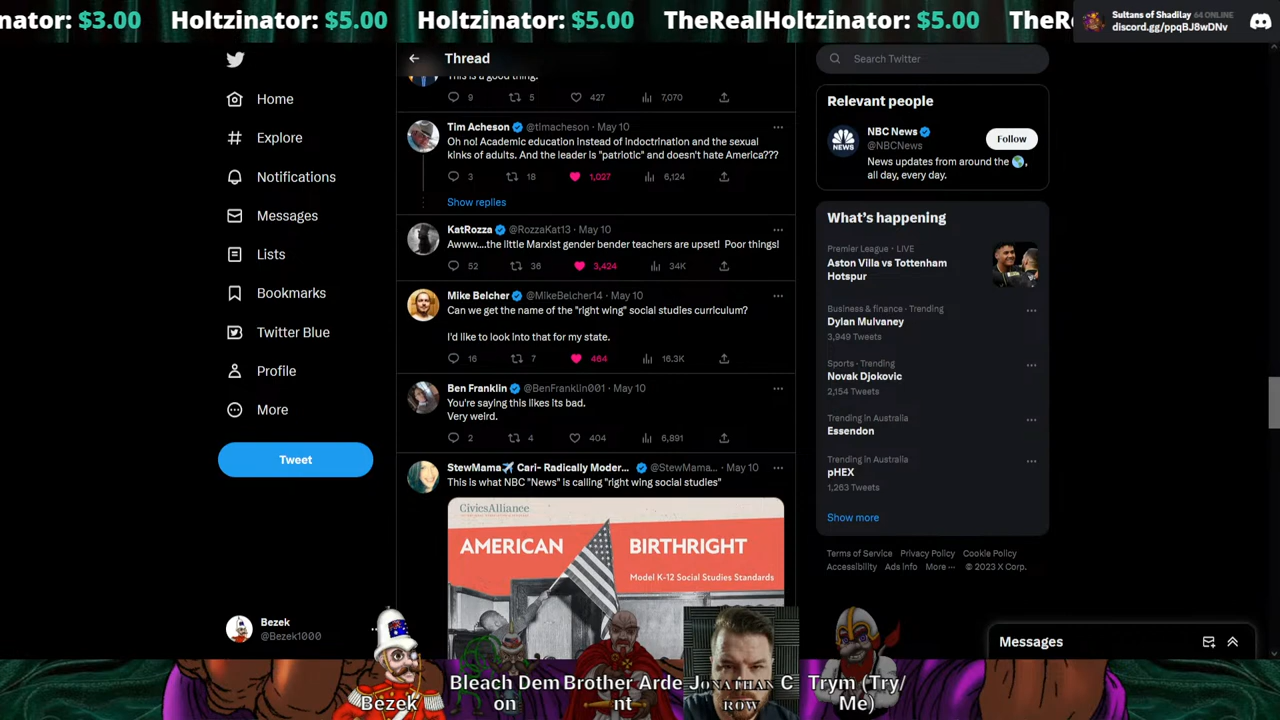 nator: $3.00 Holtzinator: $5.00 Holtzinator: $5.00 TheRealHoltzinator: $5.00 TheRe
Sultans of Shadilay 64 ONLINE
discord.gg/ppqBJ8wDNv
Home
Explore
Notifications
Messages
Lists
Bookmarks
Twitter Blue
Profile
More
Tweet
Bezek
@Bezek1000
Thread
This is a good thing.
9 5 427 7,070
Tim Acheson @timacheson · May 10
Oh no! Academic education instead of indoctrination and the sexual
kinks of adults. And the leader is "patriotic" and doesn't hate America???
3 18 1,027 6,124
Show replies
KatRozza @RozzaKat13 · May 10
Awww....the little Marxist gender bender teachers are upset! Poor things!
52 36 3,424 34K
Mike Belcher @MikeBelcher14 · May 10
Can we get the name of the "right wing" social studies curriculum?
I'd like to look into that for my state.
16 7 464 16.3K
Ben Franklin @BenFranklin001 · May 10
You're saying this likes its bad.
Very weird.
2 4 404 6,891
StewMama✈️ Cari- Radically Moder... @StewMama... · May 10
This is what NBC "News" is calling "right wing social studies"
CivicsAlliance
AMERICAN BIRTHRIGHT
Model K-12 Social Studies Standards
Search Twitter
Relevant people
NEWS
NBC News
@NBCNews
Follow
News updates from around the 🌎,
all day, every day.
What's happening
Premier League · LIVE
Aston Villa vs Tottenham
Hotspur
Business & finance · Trending
Dylan Mulvaney
3,949 Tweets
Sports · Trending
Novak Djokovic
2,154 Tweets
Trending in Australia
Essendon
Trending in Australia
pHEX
1,263 Tweets
Show more
Terms of Service Privacy Policy Cookie Policy
Accessibility Ads info More ··· © 2023 X Corp.
Messages
Bezek
Bleach Dem
on
Brother Arde
nt
JONATHAN C
ROW
Trym (Try/
Me)